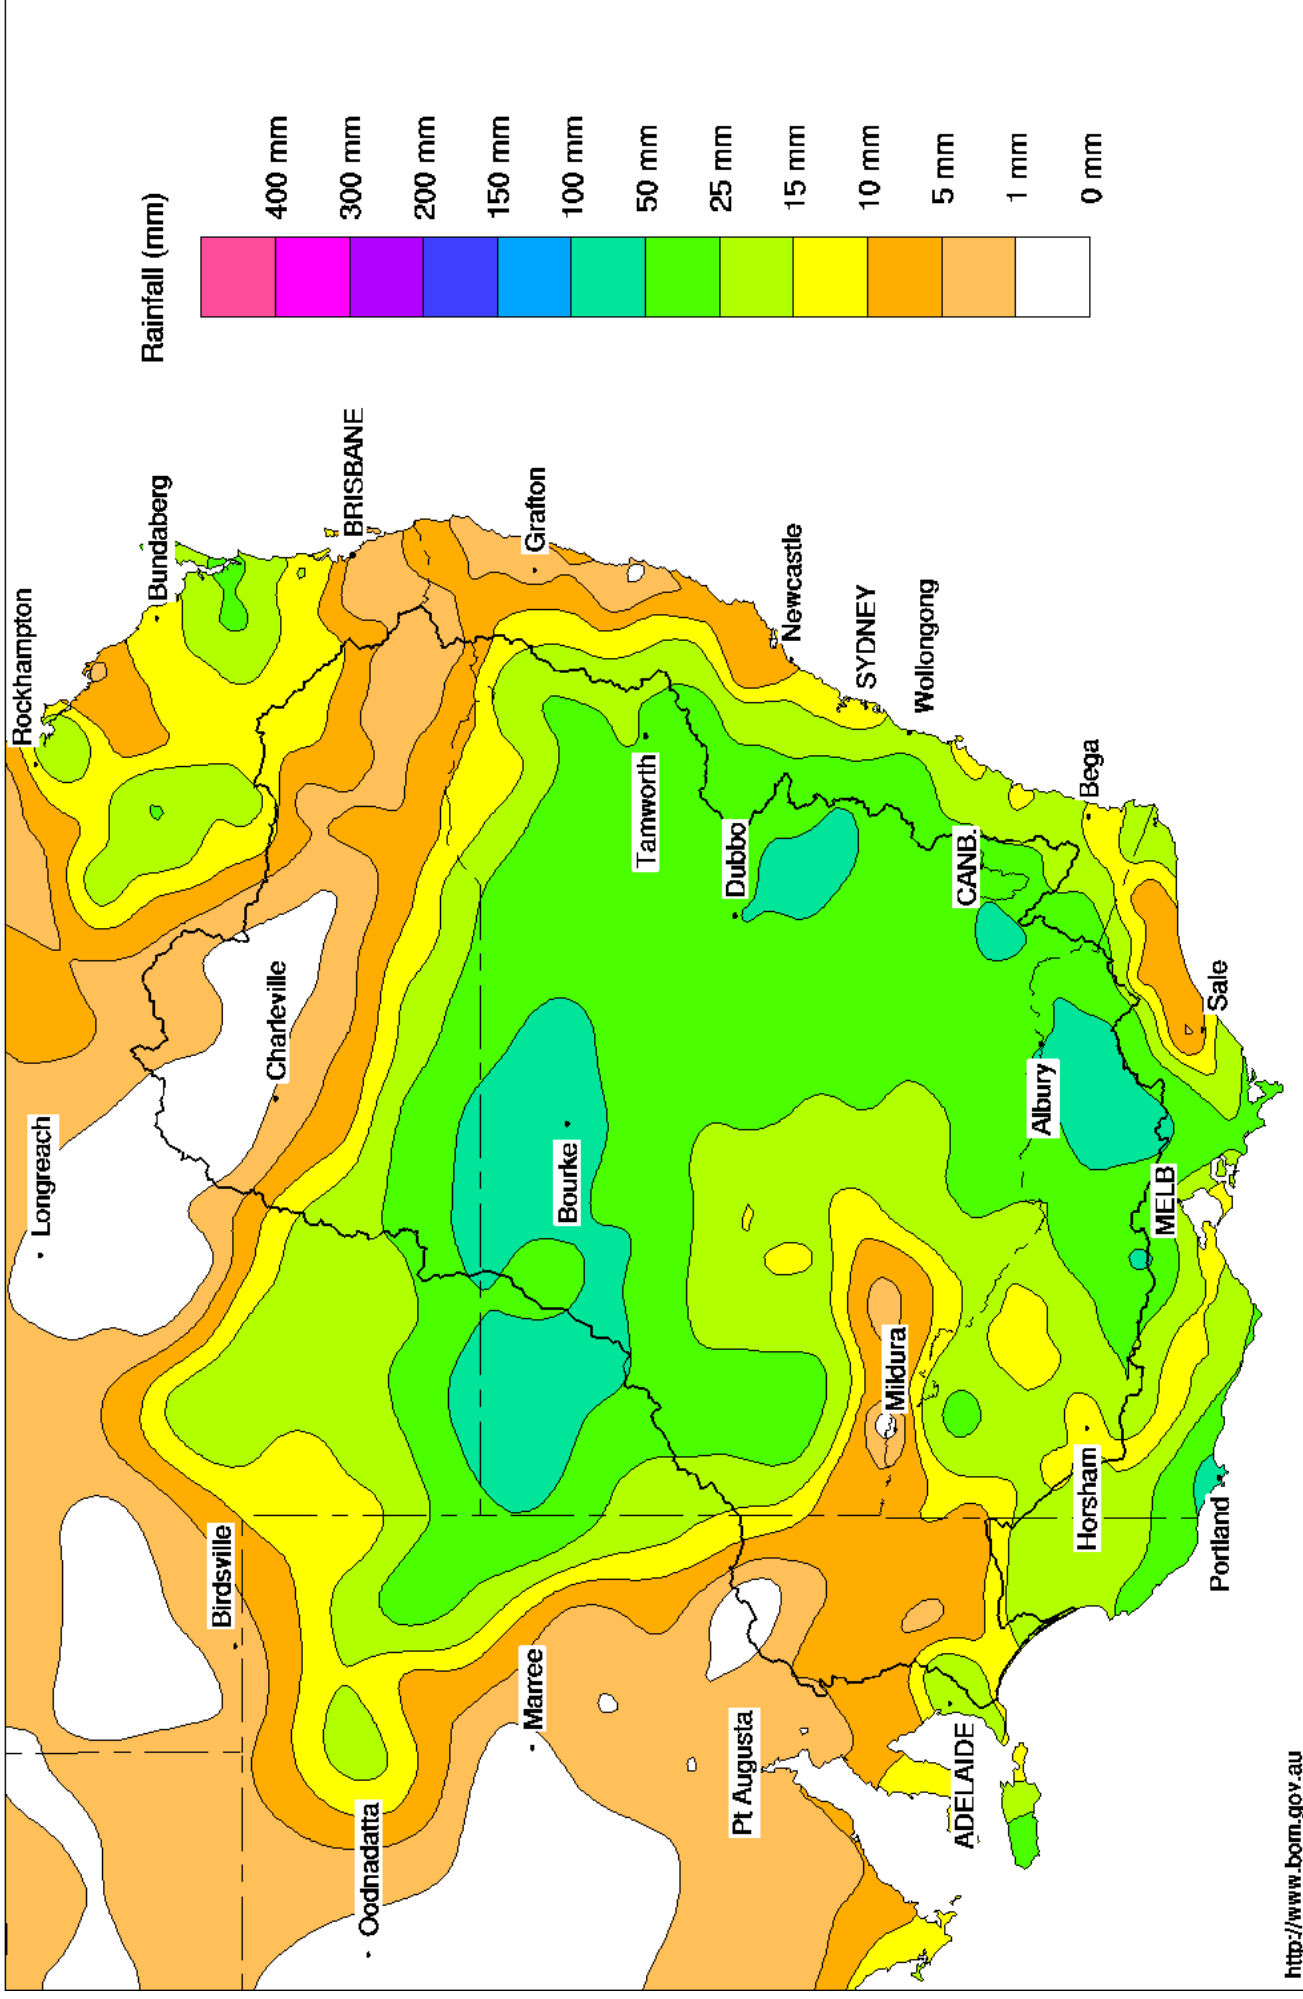 Rainfall (mm)
400 mm
300 mm
200 mm
150 mm
100 mm
50 mm
25 mm
15 mm
10 mm
5 mm
1 mm
0 mm
Rockhampton
Longreach
Bundaberg
Birdsville
Charleville
BRISBANE
Oodnadatta
Marree
Bourke
Grafton
Tamworth
Pt Augusta
Dubbo
Newcastle
SYDNEY
Mildura
Wollongong
ADELAIDE
CANB.
Albury
Horsham
Bega
MELB
Portland
Sale
http://www.bom.gov.au